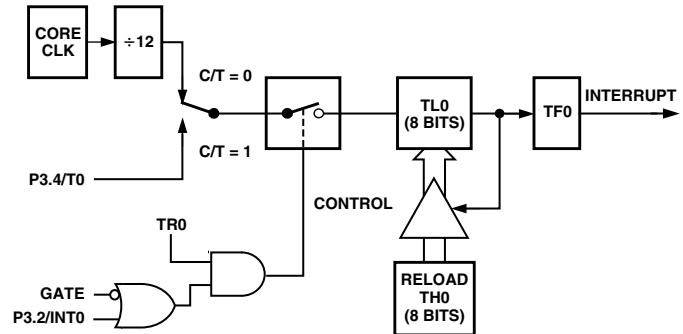 CORE
CLK
÷12
C/T = 0
C/T = 1
P3.4/T0
TL0
(8 BITS)
TF0
INTERRUPT
CONTROL
TR0
GATE
P3.2/INT0
RELOAD
TH0
(8 BITS)